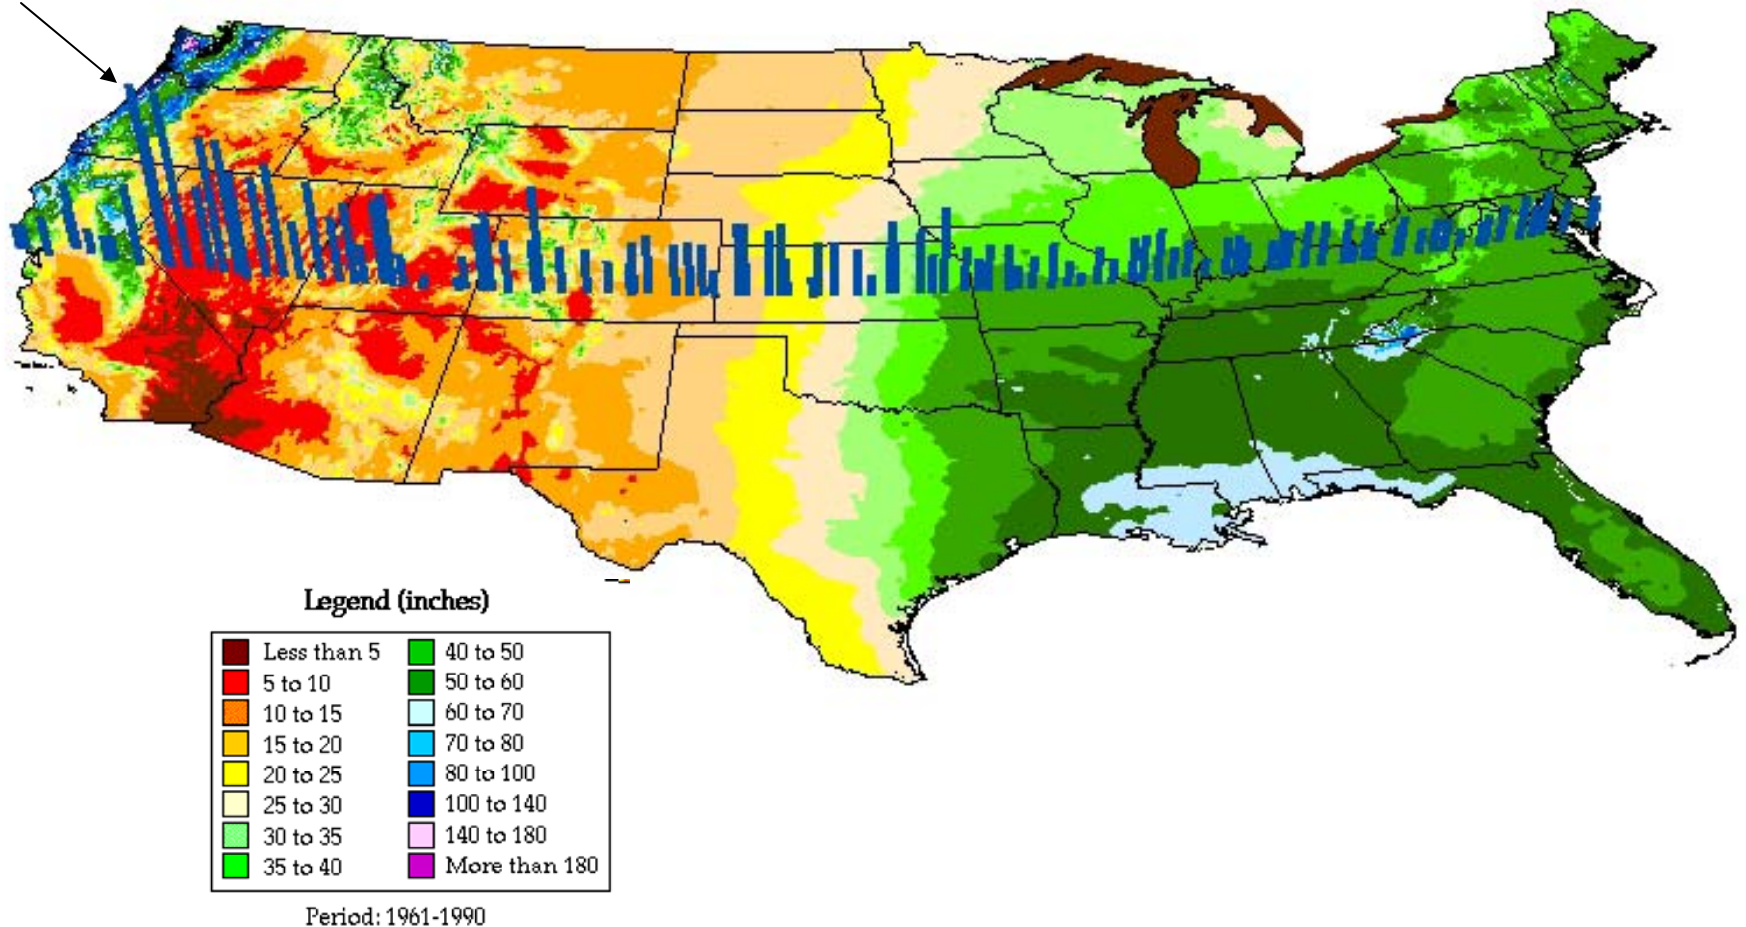 Legend (inches)
Less than 5
5 to 10
10 to 15
15 to 20
20 to 25
25 to 30
30 to 35
35 to 40
40 to 50
50 to 60
60 to 70
70 to 80
80 to 100
100 to 140
140 to 180
More than 180
Period: 1961-1990